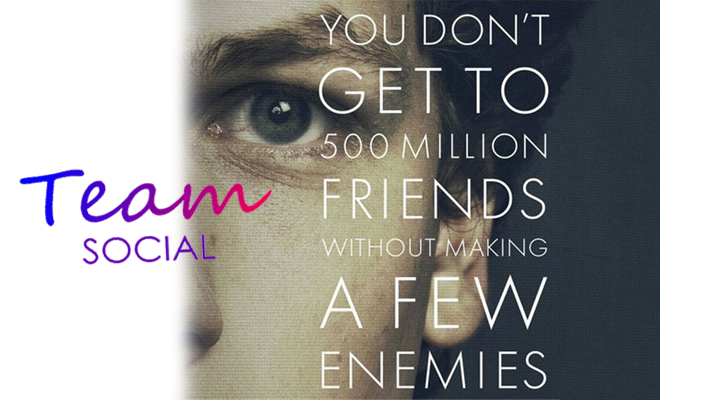 Team
SOCIAL
YOU DON'T
GET TO
500 MILLION
FRIENDS
WITHOUT MAKING
A FEW
ENEMIES